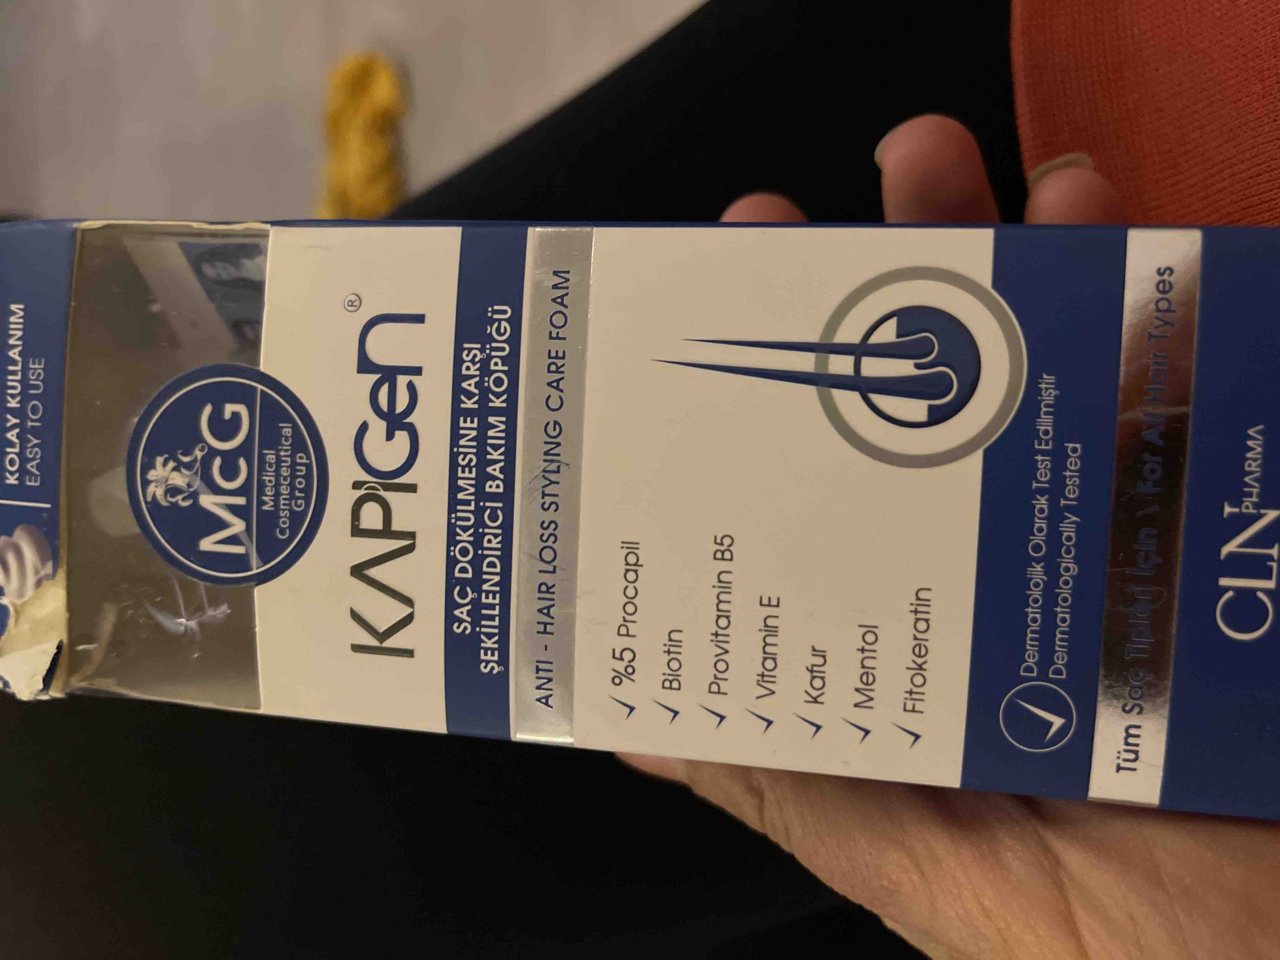 KOLAY KULLANIM
EASY TO USE
McG
Medical
Cosmeceutical
Group
KAPIGen®
SAÇ DÖKÜLMESİNE KARŞI
ŞEKİLLENDİRİCİ BAKIM KÖPÜĞÜ
ANTI - HAIR LOSS STYLING CARE FOAM
%5 Procapil
Biotin
Provitamin B5
Vitamin E
Kafur
Mentol
Fitokeratin
Dermatolojik Olarak Test Edilmiştir
Dermatologically Tested
Tüm Saç Tipleri İçin \ For All Hair Types
CLN PHARMA